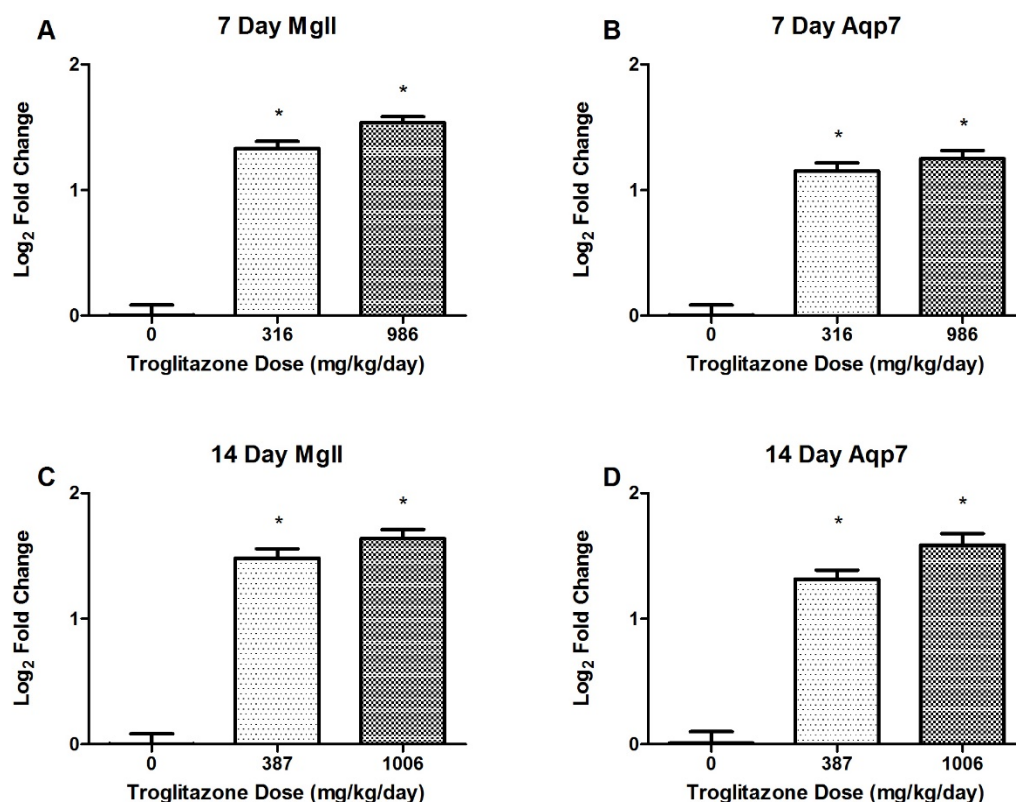 A
7 Day Mgll
Log2 Fold Change
2
1
0
*
*
0 316 986
Troglitazone Dose (mg/kg/day)
B
7 Day Aqp7
Log2 Fold Change
2
1
0
*
*
0 316 986
Troglitazone Dose (mg/kg/day)
C
14 Day Mgll
Log2 Fold Change
2
1
0
*
*
0 387 1006
Troglitazone Dose (mg/kg/day)
D
14 Day Aqp7
Log2 Fold Change
2
1
0
*
*
0 387 1006
Troglitazone Dose (mg/kg/day)